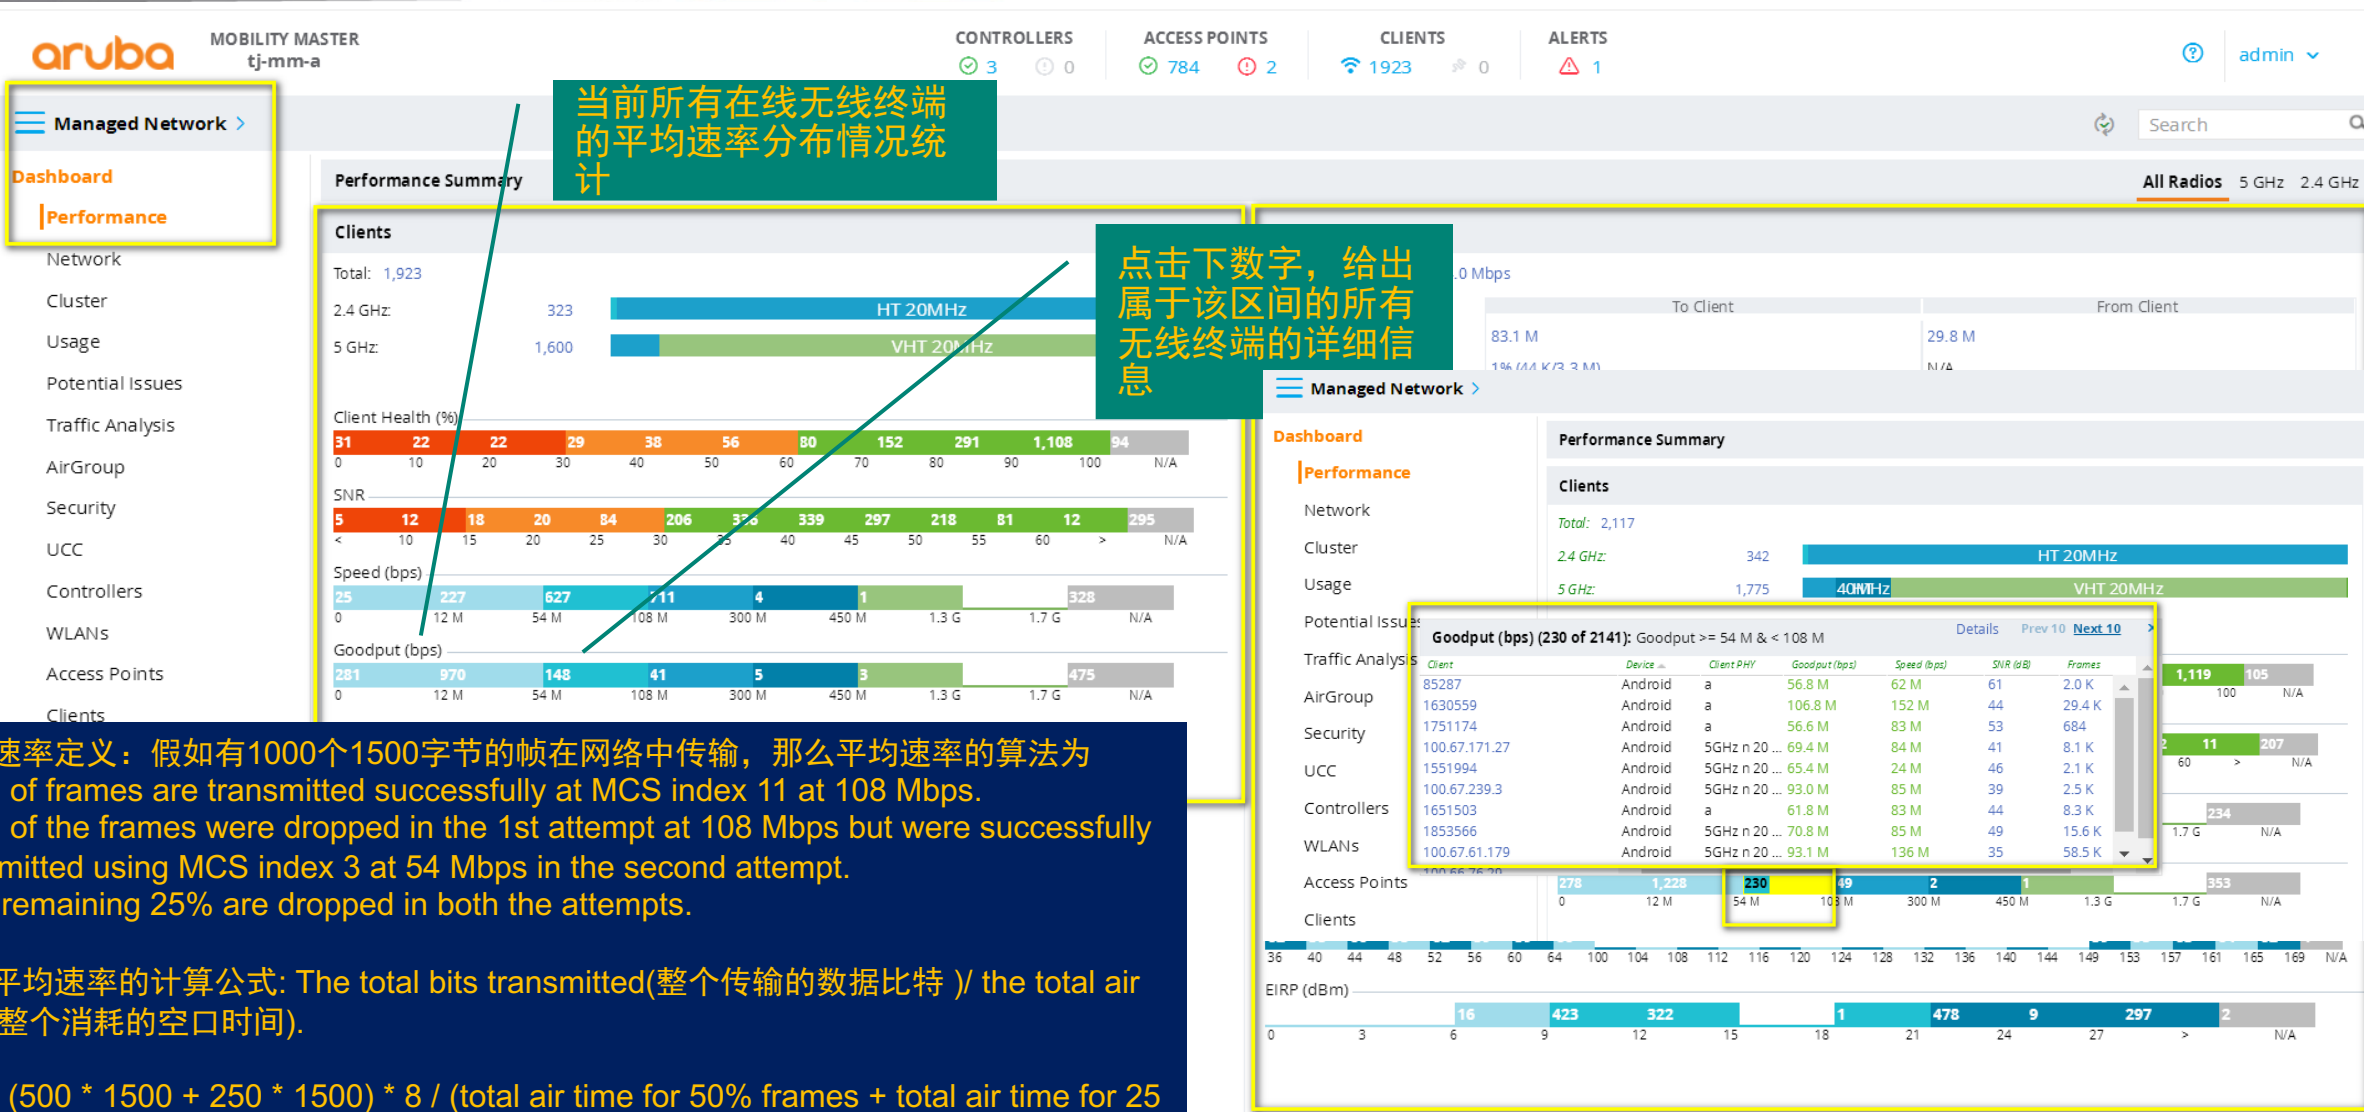 aruba
MOBILITY MASTER
tj-mm-a
CONTROLLERS ACCESS POINTS CLIENTS ALERTS
3 0 784 2 1923 0 1
admin
Managed Network >
Search
Dashboard
Performance
Network
Cluster
Usage
Potential Issues
Traffic Analysis
AirGroup
Security
UCC
Controllers
WLANs
Access Points
Clients
当前所有在线无线终端
的平均速率分布情况统
计
Performance Summary
All Radios 5 GHz 2.4 GHz
Clients
Total: 1,923
2.4 GHz: 323 HT 20MHz
5 GHz: 1,600 VHT 20MHz
Client Health (%)
31 22 22 29 38 56 80 152 291 1,108 94
0 10 20 30 40 50 60 70 80 90 100 N/A
SNR
5 12 18 20 84 206 339 297 218 81 12 295
< 10 15 20 25 30 35 40 45 50 55 60 > N/A
Speed (bps)
25 227 627 711 4 1 328
0 12 M 54 M 108 M 300 M 450 M 1.3 G 1.7 G N/A
Goodput (bps)
281 970 148 41 5 3 475
0 12 M 54 M 108 M 300 M 450 M 1.3 G 1.7 G N/A
点击下数字，给出
属于该区间的所有
无线终端的详细信
息
.0 Mbps
To Client From Client
83.1 M 29.8 M
1% (44 K/3.3 M) N/A
Managed Network >
Dashboard
Performance
Network
Cluster
Usage
Potential Issues
Traffic Analysis
AirGroup
Security
UCC
Controllers
WLANs
Access Points
Clients
Performance Summary
Clients
Total: 2,117
2.4 GHz: 342 HT 20MHz
5 GHz: 1,775 VHT 20MHz
Goodput (bps) (230 of 2141): Goodput >= 54 M & < 108 M Details Prev 10 Next 10
Client Device Client PHY Goodput (bps) Speed (bps) SNR (dB) Frames
85287 Android a 56.8 M 62 M 61 2.0 K
1630559 Android a 106.8 M 152 M 44 29.4 K
1751174 Android a 56.6 M 83 M 53 684
100.67.171.27 Android 5GHz n 20 ... 69.4 M 84 M 41 8.1 K
1551994 Android 5GHz n 20 ... 65.4 M 24 M 46 2.1 K
100.67.239.3 Android 5GHz n 20 ... 93.0 M 85 M 39 2.5 K
1651503 Android a 61.8 M 83 M 44 8.3 K
1853566 Android 5GHz n 20 ... 70.8 M 85 M 49 15.6 K
100.67.61.179 Android 5GHz n 20 ... 93.1 M 136 M 35 58.5 K
1,119 105
100 N/A
11 207
60 > N/A
234
1.7 G N/A
278 1,228 230 49 2 1 353
0 12 M 54 M 108 M 300 M 450 M 1.3 G 1.7 G N/A
36 40 44 48 52 56 60 64 100 104 108 112 116 120 124 128 132 136 140 144 149 153 157 161 165 169 N/A
EIRP (dBm)
16 423 322 1 478 9 297 2
0 3 6 9 12 15 18 21 24 27 > N/A
速率定义：假如有1000个1500字节的帧在网络中传输，那么平均速率的算法为
of frames are transmitted successfully at MCS index 11 at 108 Mbps.
of the frames were dropped in the 1st attempt at 108 Mbps but were successfully
mitted using MCS index 3 at 54 Mbps in the second attempt.
remaining 25% are dropped in both the attempts.
平均速率的计算公式: The total bits transmitted(整个传输的数据比特 )/ the total air
整个消耗的空口时间).
(500 * 1500 + 250 * 1500) * 8 / (total air time for 50% frames + total air time for 25